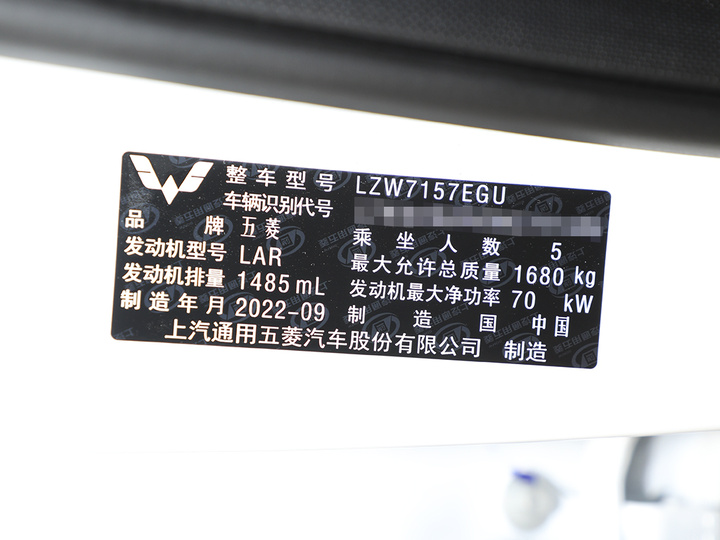 整车型号 LZW7157EGU
车辆识别代号
品牌 五菱 乘坐人数 5
发动机型号 LAR 最大允许总质量 1680 kg
发动机排量 1485 mL 发动机最大净功率 70 kW
制造年月 2022-09 制造国 中国
上汽通用五菱汽车股份有限公司 制造